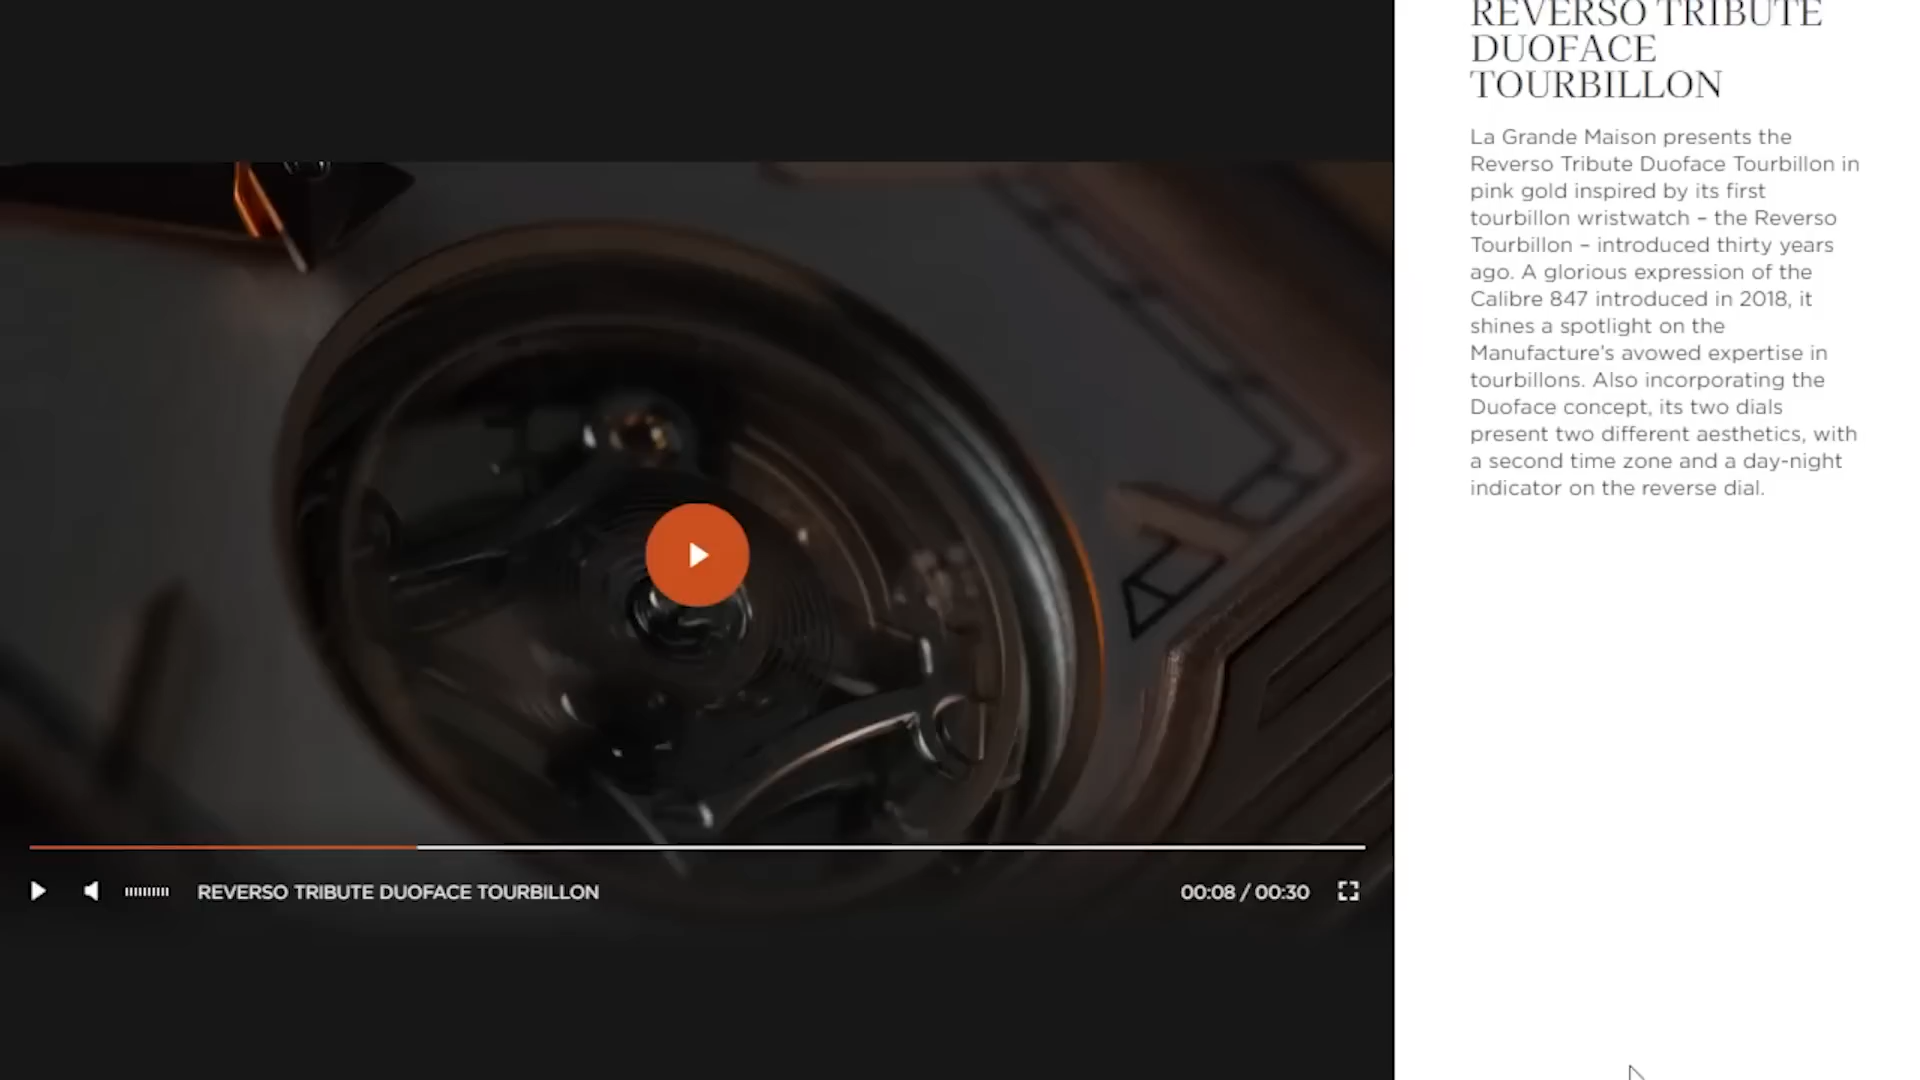 REVERSO TRIBUTE
DUOFACE
TOURBILLON
La Grande Maison presents the
Reverso Tribute Duoface Tourbillon in
pink gold inspired by its first
tourbillon wristwatch – the Reverso
Tourbillon – introduced thirty years
ago. A glorious expression of the
Calibre 847 introduced in 2018, it
shines a spotlight on the
Manufacture's avowed expertise in
tourbillons. Also incorporating the
Duoface concept, its two dials
present two different aesthetics, with
a second time zone and a day-night
indicator on the reverse dial.
REVERSO TRIBUTE DUOFACE TOURBILLON
00:08 / 00:30